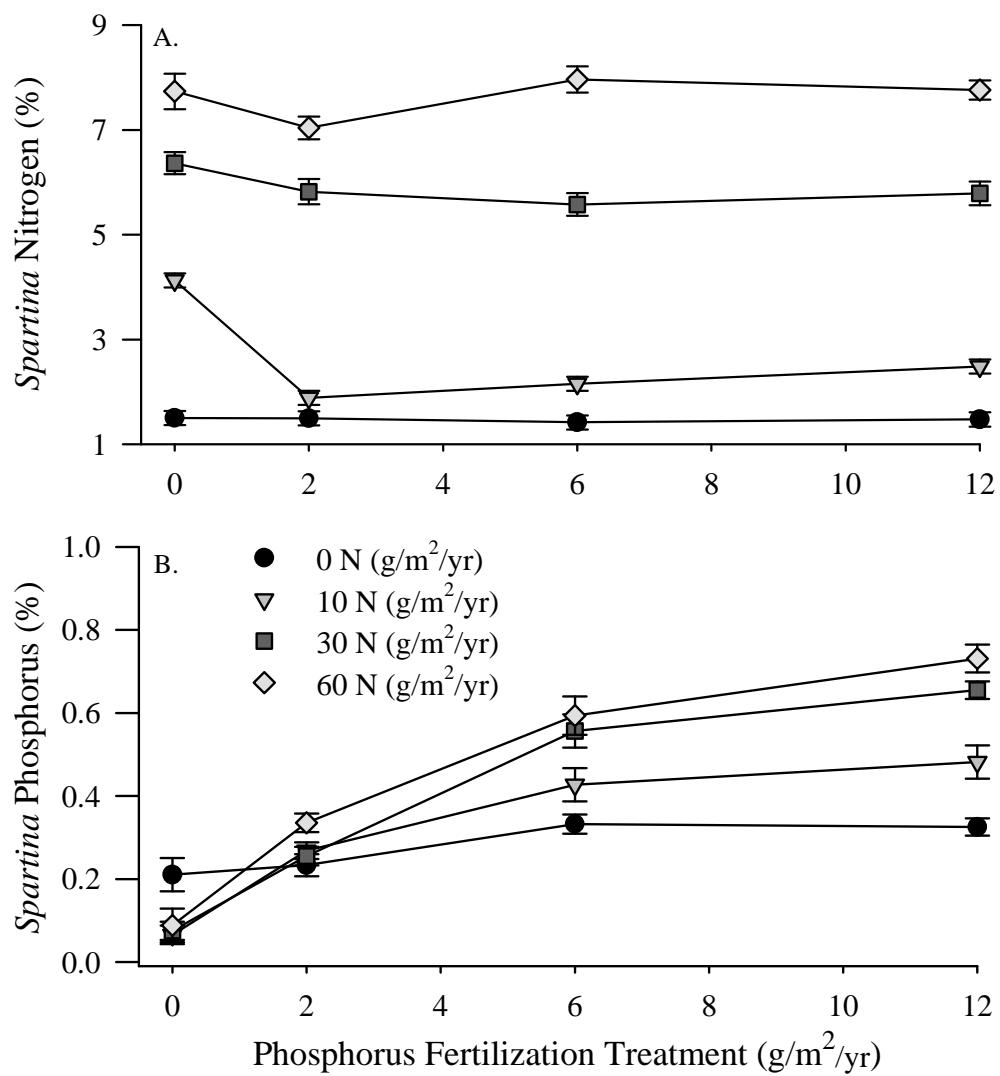 A.
Spartina Nitrogen (%)
9
7
5
3
1
0 2 4 6 8 10 12
B.
Spartina Phosphorus (%)
1.0
0.8
0.6
0.4
0.2
0.0
0 N (g/m²/yr)
10 N (g/m²/yr)
30 N (g/m²/yr)
60 N (g/m²/yr)
0 2 4 6 8 10 12
Phosphorus Fertilization Treatment (g/m²/yr)